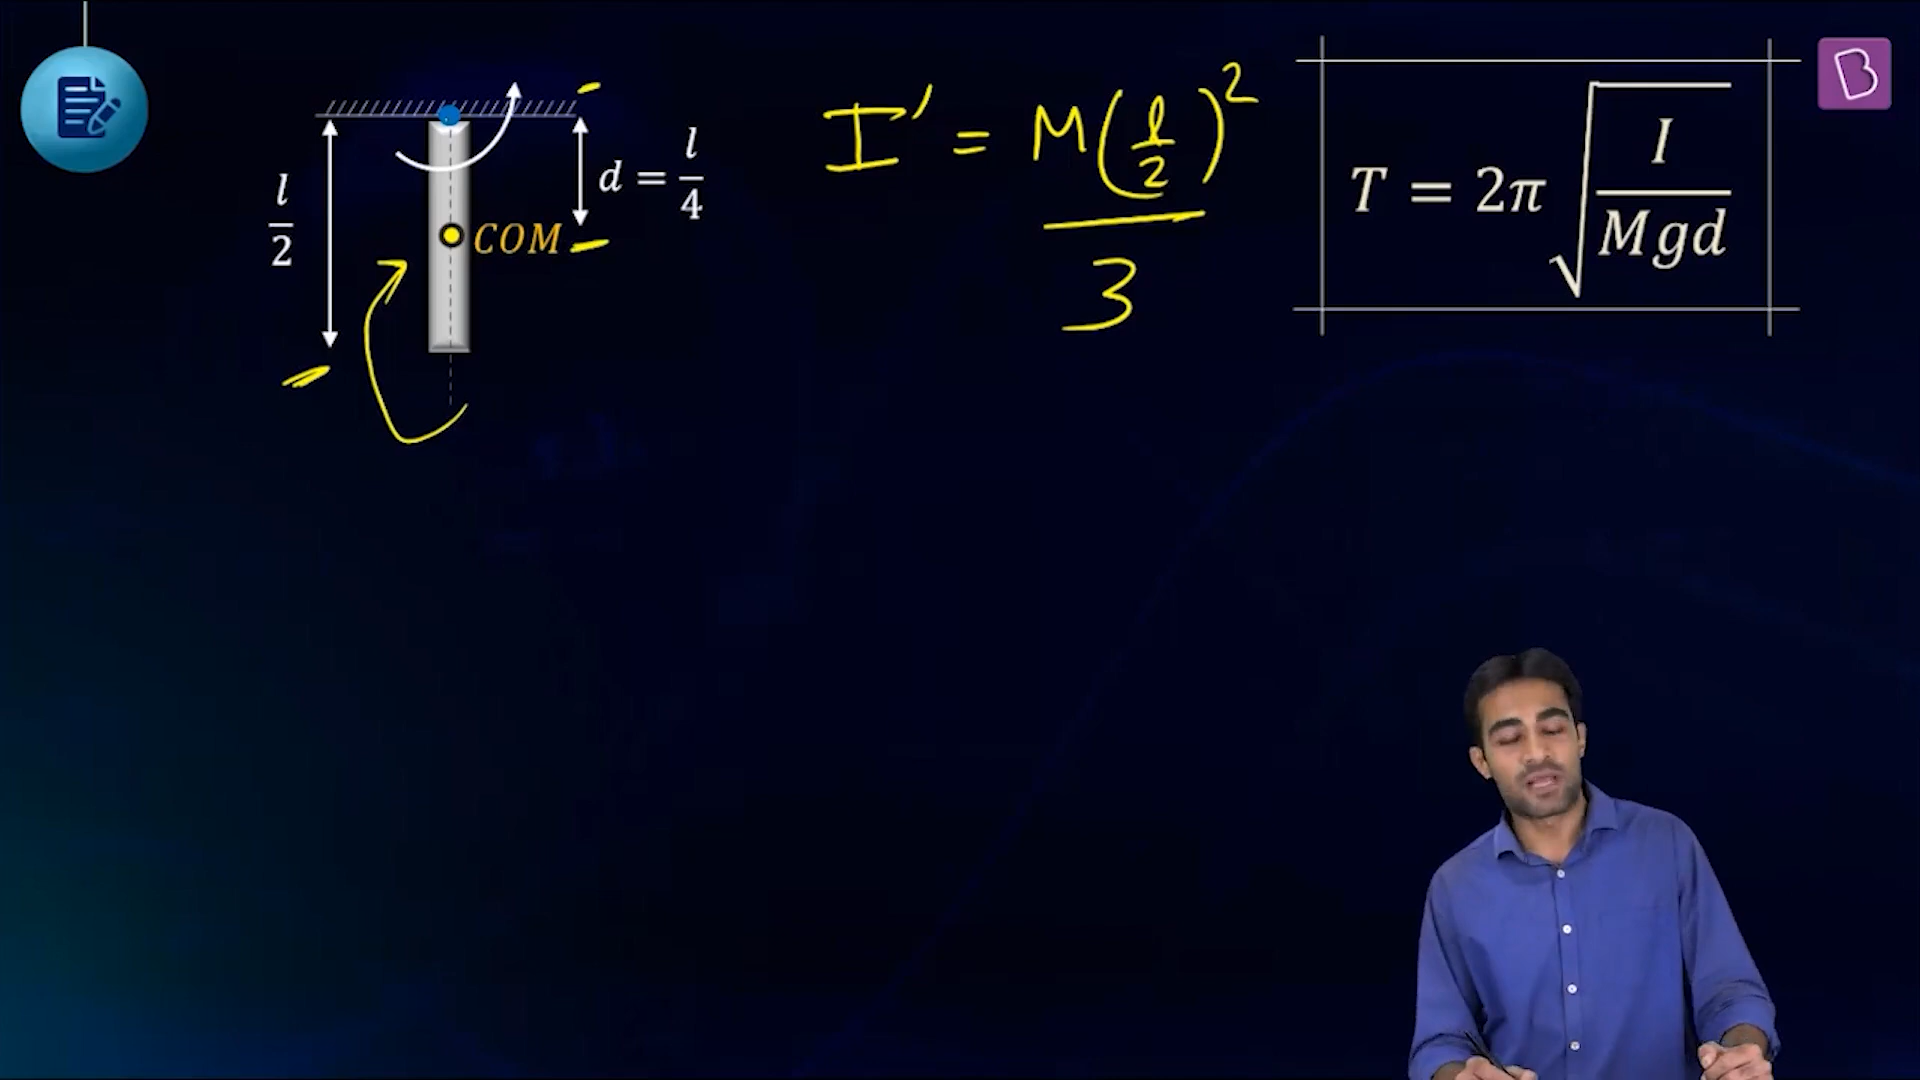 l/2
d = l/4
COM
I' = M(l/2)²/3
T = 2π√(I/Mgd)
B